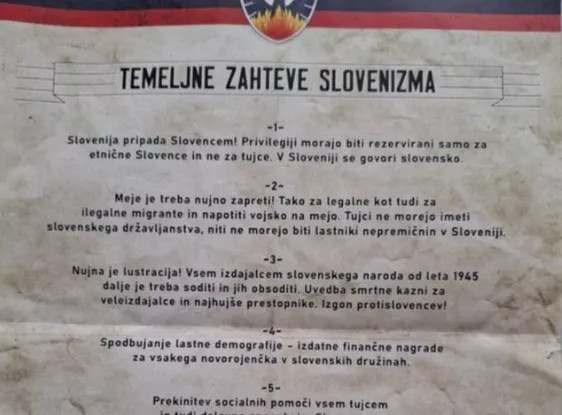 TEMELJNE ZAHTEVE SLOVENIZMA
-1-
Slovenija pripada Slovencem! Privilegiji morajo biti rezervirani samo za
etnične Slovence in ne za tujce. V Sloveniji se govori slovensko.
-2-
Meje je treba nujno zapreti! Tako za legalne kot tudi za
ilegalne migrante in napotiti vojsko na mejo. Tujci ne morejo imeti
slovenskega državljanstva, niti ne morejo biti lastniki nepremičnin v Sloveniji.
-3-
Nujna je lustracija! Vsem izdajalcem slovenskega naroda od leta 1945
dalje je treba soditi in jih obsoditi. Uvedba smrtne kazni za
veleizdajalce in najhujše prestopnike. Izgon protislovencev!
-4-
Spodbujanje lastne demografije - izdatne finančne nagrade
za vsakega novorojenčka v slovenskih družinah.
-5-
Prekinitev socialnih pomoči vsem tujcem